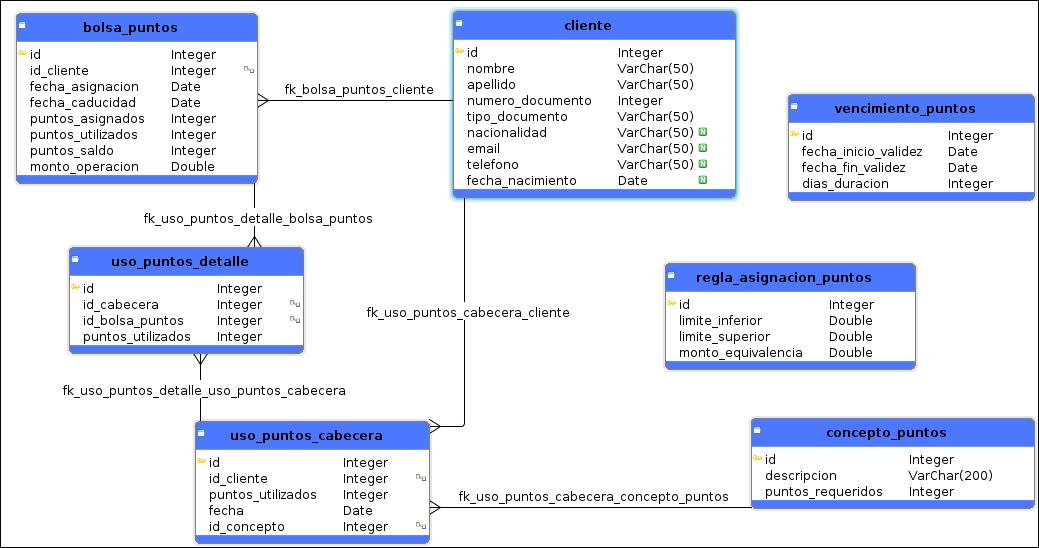 bolsa_puntos
id Integer
id_cliente Integer
fecha_asignacion Date
fecha_caducidad Date
puntos_asignados Integer
puntos_utilizados Integer
puntos_saldo Integer
monto_operacion Double
fk_bolsa_puntos_cliente
cliente
id Integer
nombre VarChar(50)
apellido VarChar(50)
numero_documento Integer
tipo_documento VarChar(50)
nacionalidad VarChar(50) N
email VarChar(50) N
telefono VarChar(50) N
fecha_nacimiento Date N
vencimiento_puntos
id Integer
fecha_inicio_validez Date
fecha_fin_validez Date
dias_duracion Integer
fk_uso_puntos_detalle_bolsa_puntos
uso_puntos_detalle
id Integer
id_cabecera Integer
id_bolsa_puntos Integer
puntos_utilizados Integer
fk_uso_puntos_cabecera_cliente
regla_asignacion_puntos
id Integer
limite_inferior Double
limite_superior Double
monto_equivalencia Double
fk_uso_puntos_detalle_uso_puntos_cabecera
uso_puntos_cabecera
id Integer
id_cliente Integer
puntos_utilizados Integer
fecha Date
id_concepto Integer
fk_uso_puntos_cabecera_concepto_puntos
concepto_puntos
id Integer
descripcion VarChar(200)
puntos_requeridos Integer